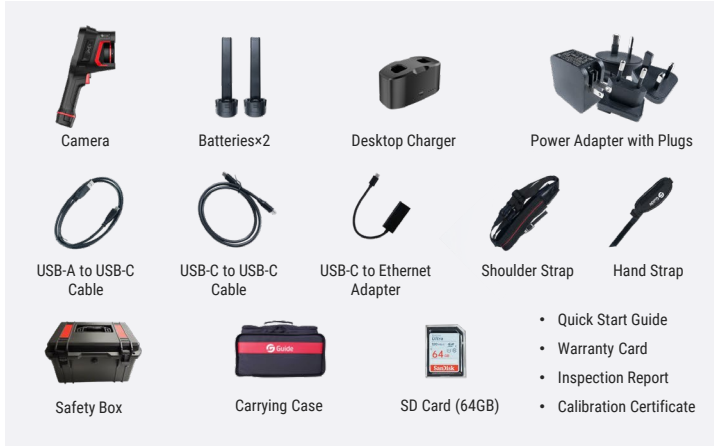 Camera
Batteries×2
Desktop Charger
Power Adapter with Plugs
USB-A to USB-C
Cable
USB-C to USB-C
Cable
USB-C to Ethernet
Adapter
Shoulder Strap
Hand Strap
Guide
SanDisk
Ultra
64GB
SanDisk
Safety Box
Carrying Case
SD Card (64GB)
• Quick Start Guide
• Warranty Card
• Inspection Report
• Calibration Certificate